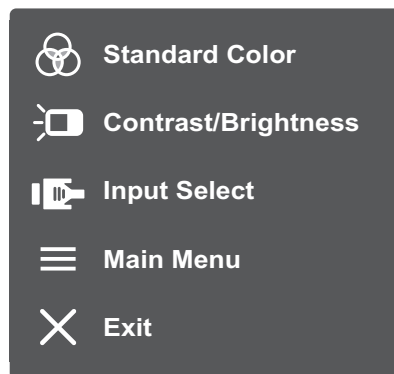 Standard Color
Contrast/Brightness
Input Select
Main Menu
Exit